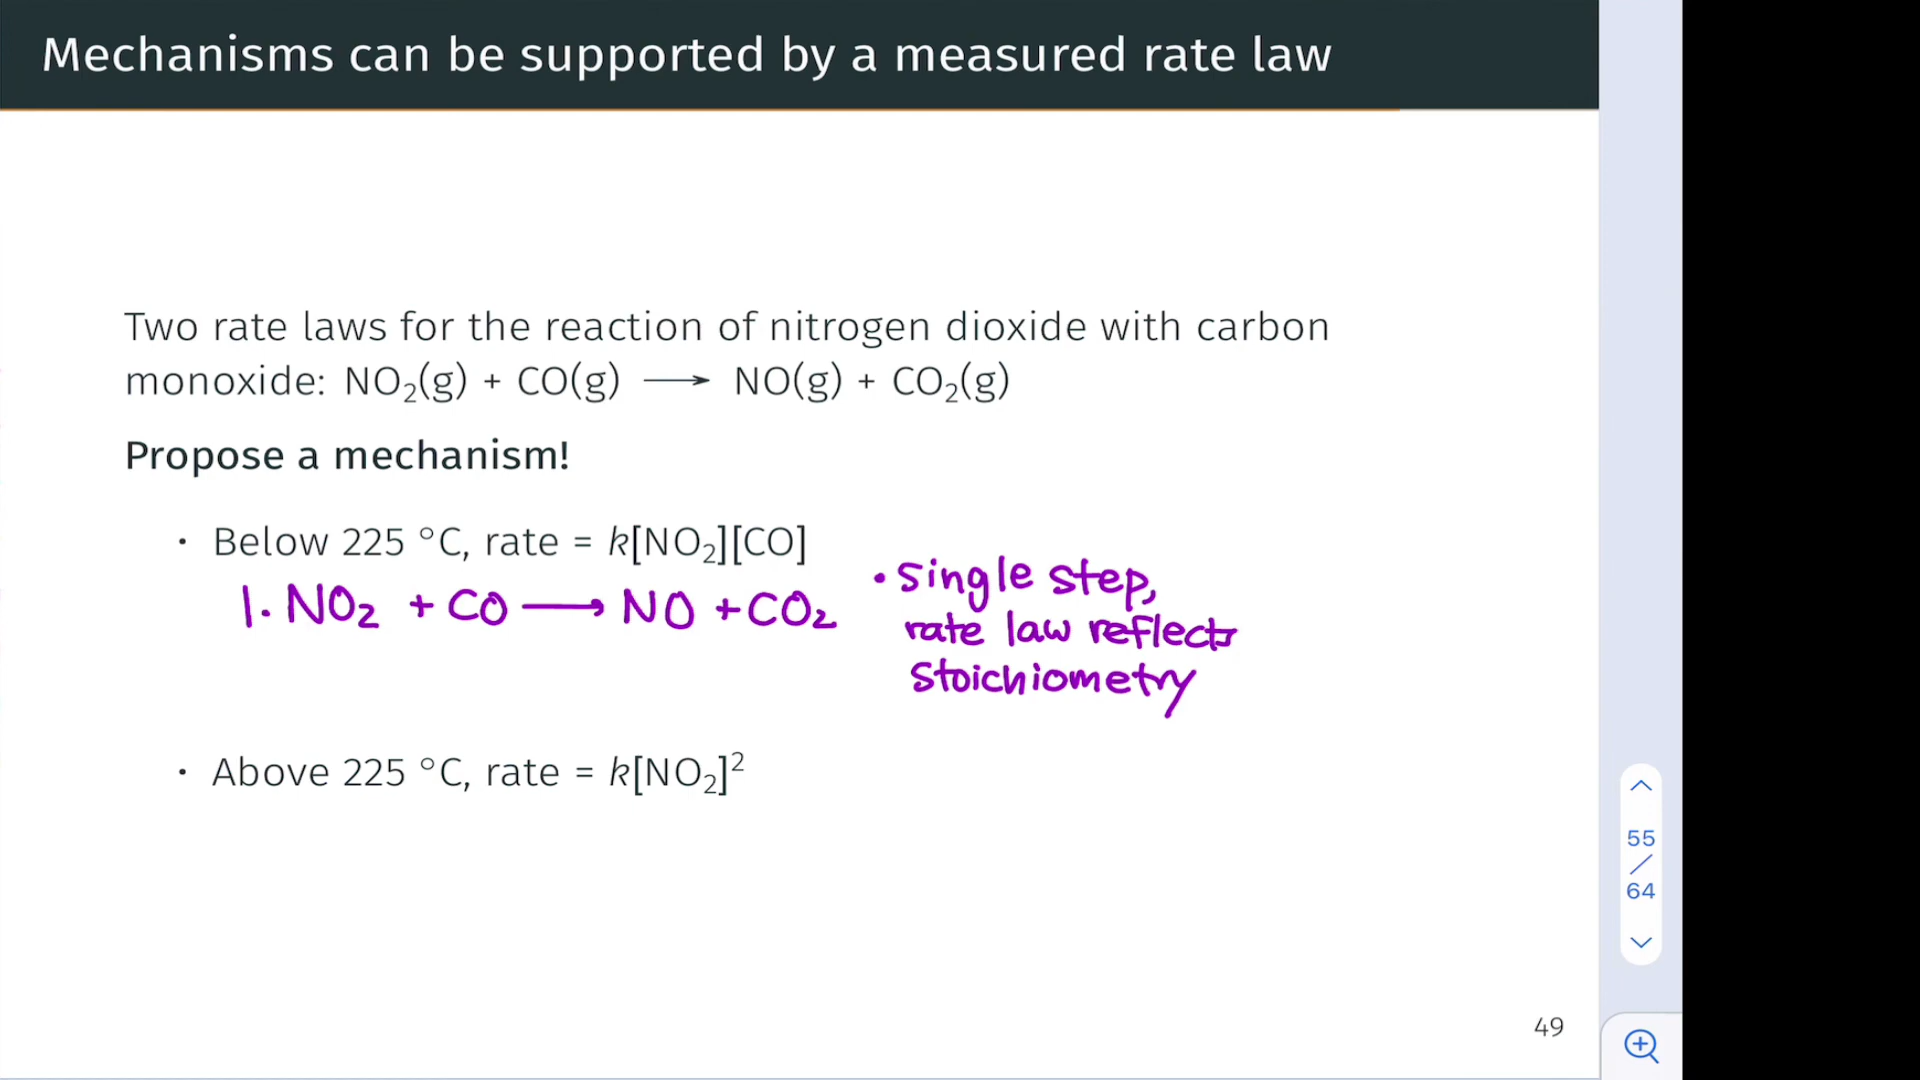 Mechanisms can be supported by a measured rate law
Two rate laws for the reaction of nitrogen dioxide with carbon
monoxide: NO₂(g) + CO(g) ⟶ NO(g) + CO₂(g)
Propose a mechanism!
• Below 225 °C, rate = k[NO₂][CO]
1. NO₂ + CO ⟶ NO + CO₂
• Single step,
rate law reflects
Stoichiometry
• Above 225 °C, rate = k[NO₂]²
55
/
64
49